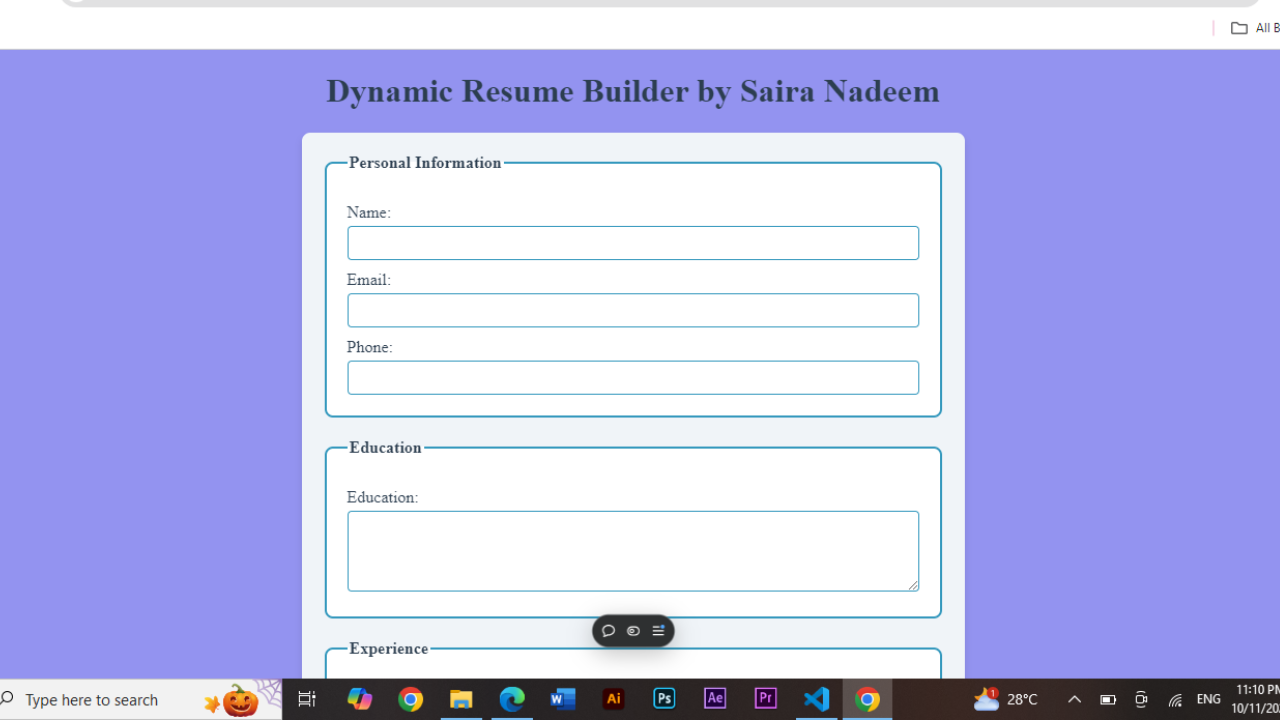 All B
Dynamic Resume Builder by Saira Nadeem
Personal Information
Name:
Email:
Phone:
Education
Education:
Experience
Type here to search
W
Ai
Ps
Ae
Pr
1
28°C
ENG
11:10 PM
10/11/20